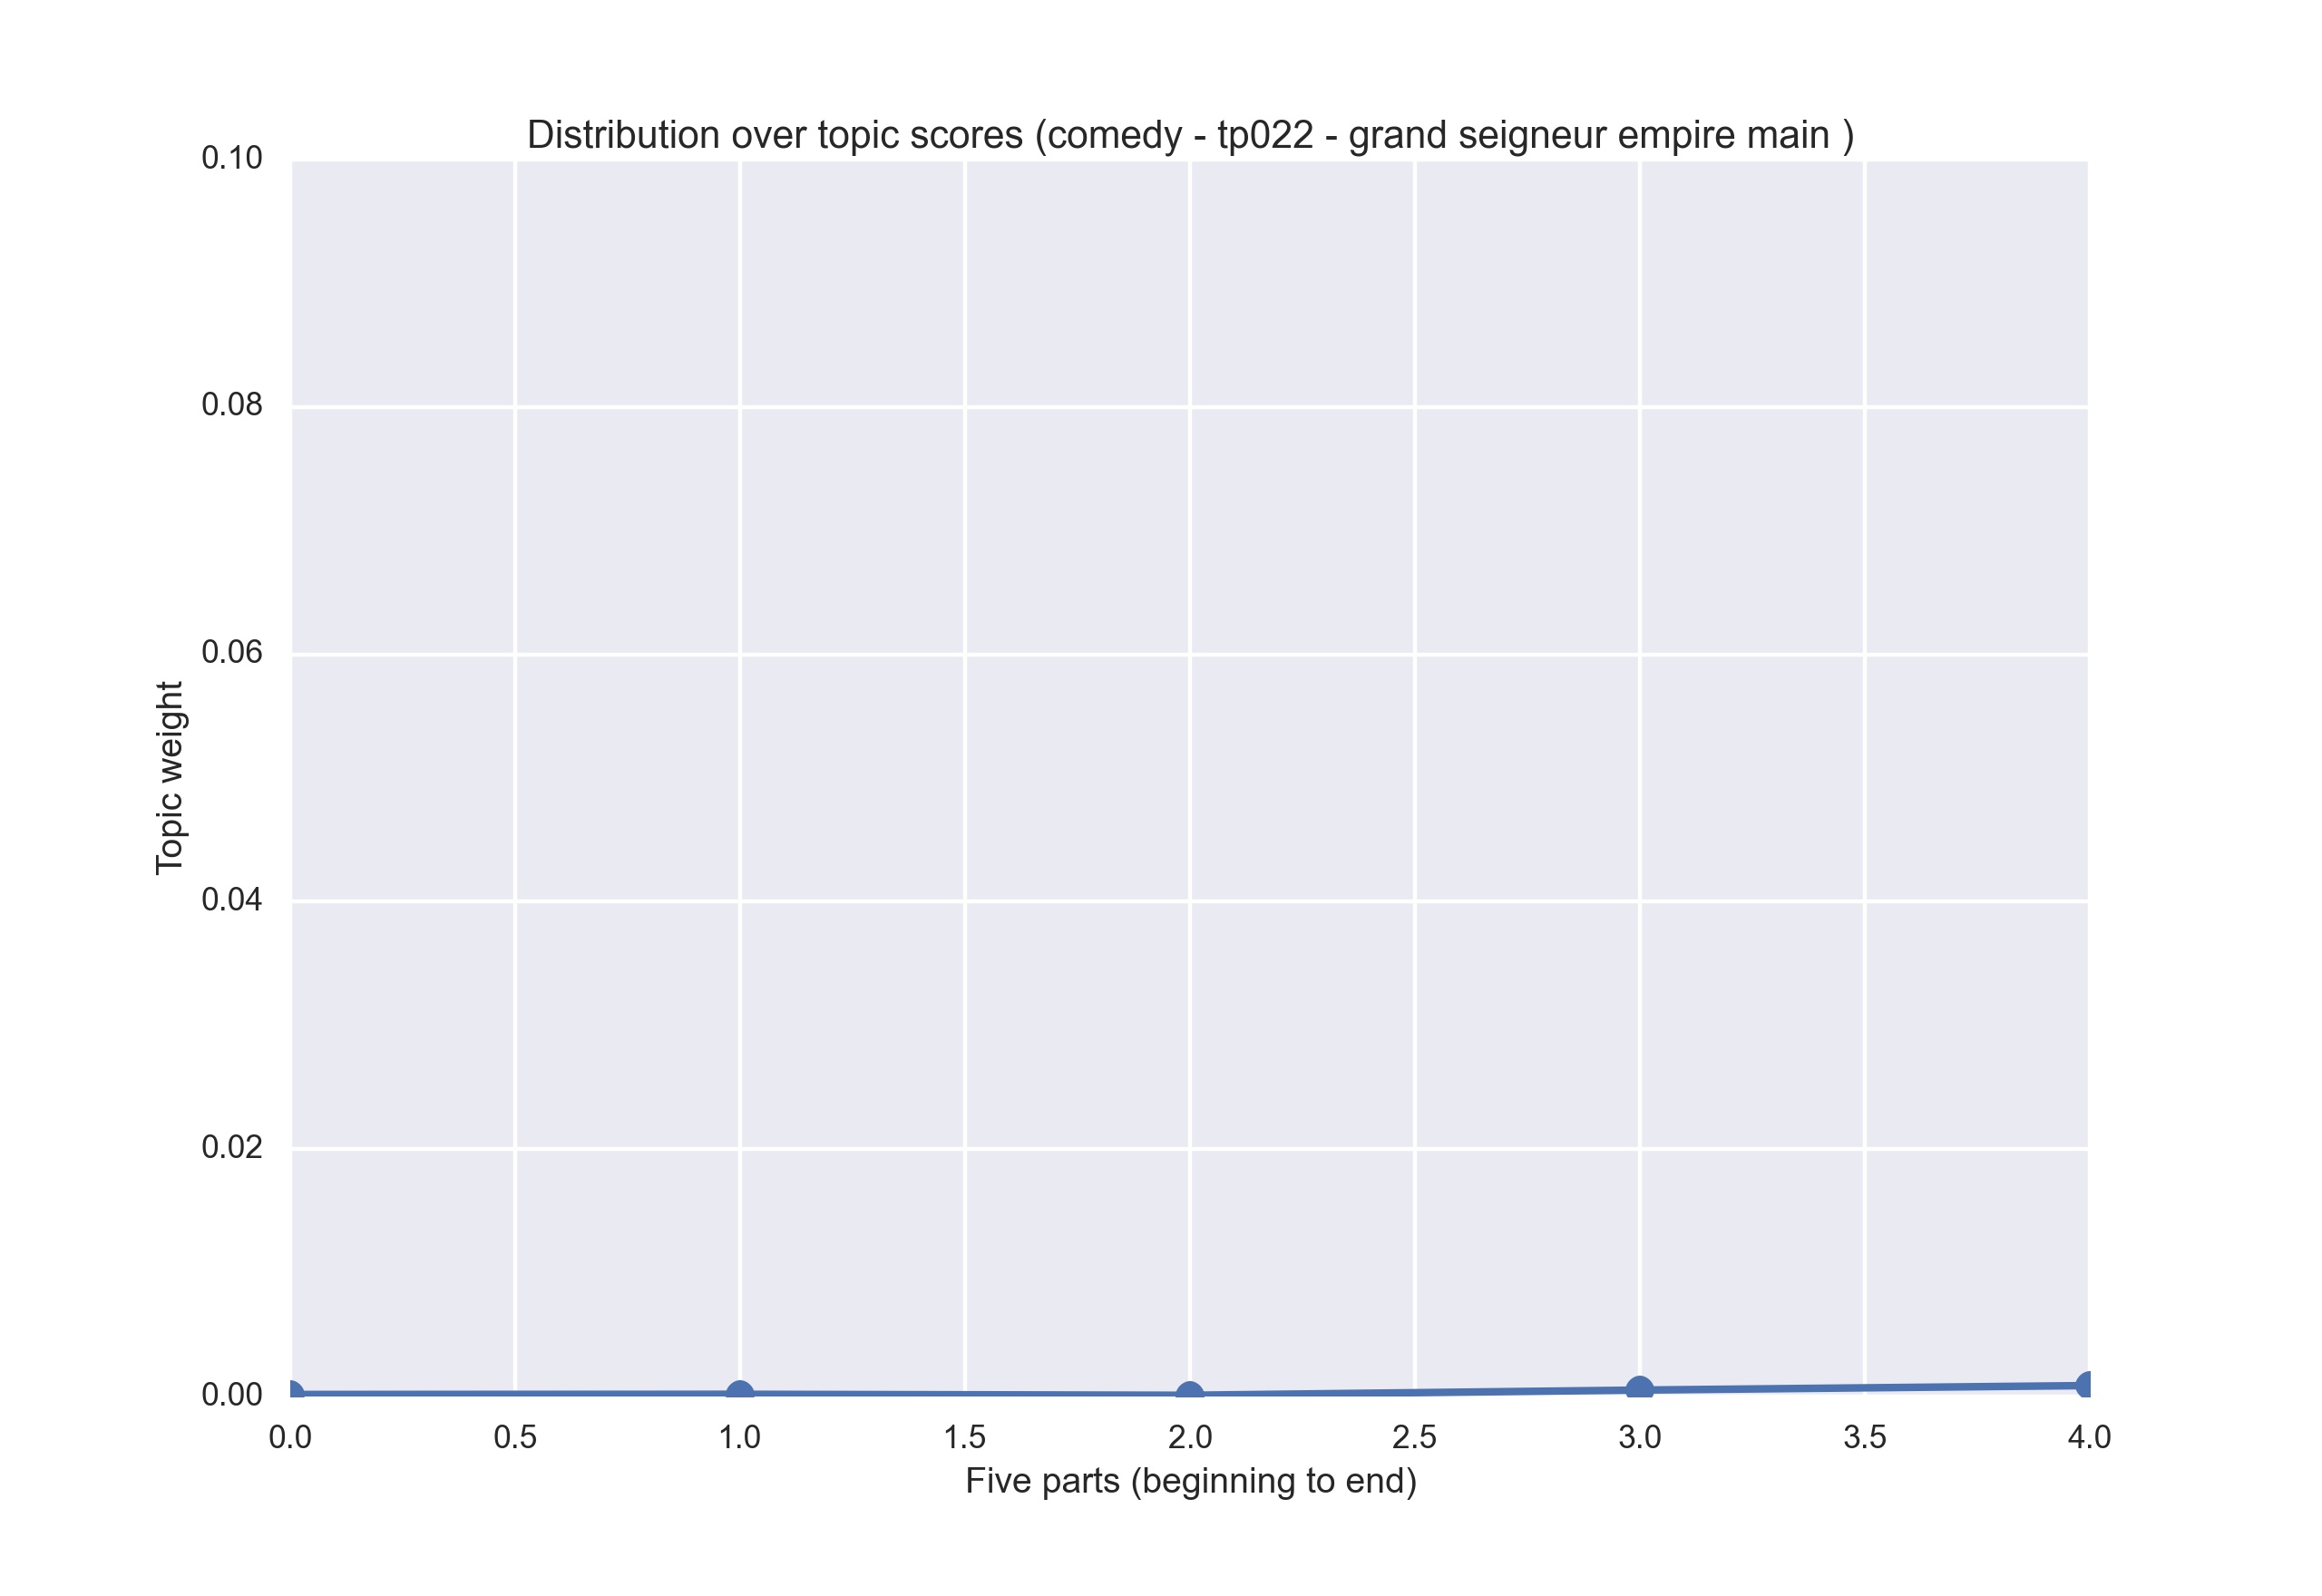 Distribution over topic scores (comedy - tp022 - grand seigneur empire main )
0.10
0.08
0.06
0.04
0.02
0.00
Topic weight
0.0 0.5 1.0 1.5 2.0 2.5 3.0 3.5 4.0
Five parts (beginning to end)